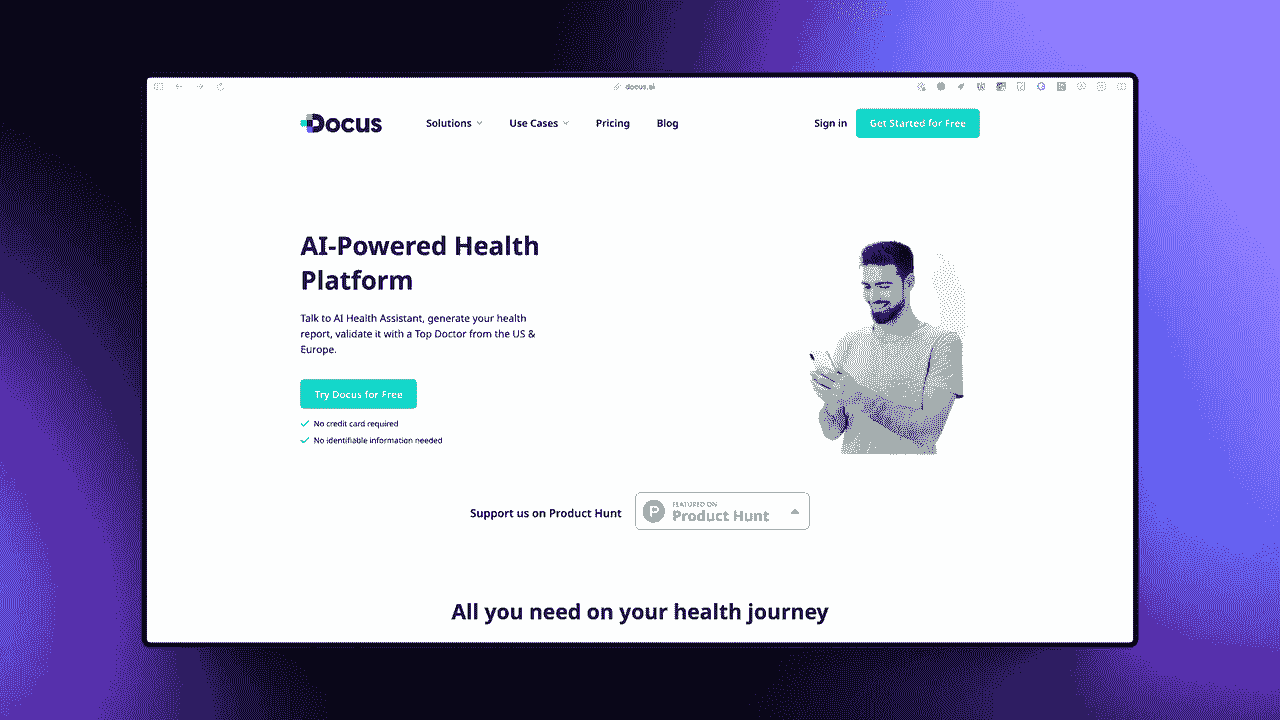 docus.ai
Docus
Solutions
Use Cases
Pricing
Blog
Sign in
Get Started for Free
AI-Powered Health
Platform
Talk to AI Health Assistant, generate your health
report, validate it with a Top Doctor from the US &
Europe.
Try Docus for Free
No credit card required
No identifiable information needed
Support us on Product Hunt
P
FEATURED ON
Product Hunt
All you need on your health journey